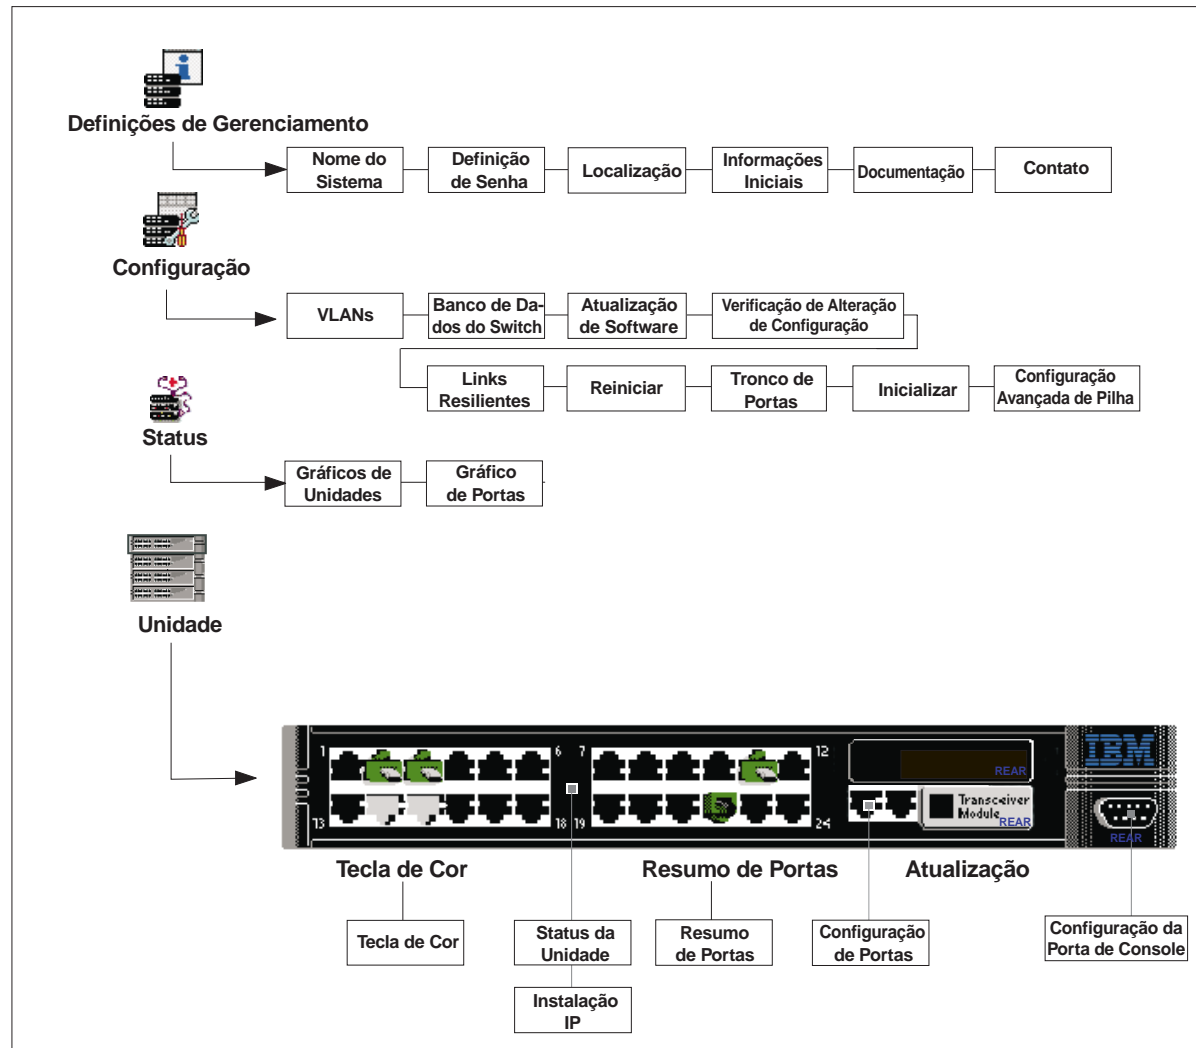 Definições de Gerenciamento
Nome do
Sistema
Definição
de Senha
Localização
Informações
Iniciais
Documentação
Contato
Configuração
VLANs
Banco de Da-
dos do Switch
Atualização
de Software
Verificação de Alteração
de Configuração
Links
Resilientes
Reiniciar
Tronco de
Portas
Inicializar
Configuração
Avançada de Pilha
Status
Gráficos de
Unidades
Gráfico
de Portas
Unidade
1
6
7
12
REAR
IBM
13
18
19
24
Transceiver
Module
REAR
REAR
Tecla de Cor
Resumo de Portas
Atualização
Tecla de Cor
Status da
Unidade
Resumo
de Portas
Configuração
de Portas
Configuração da
Porta de Console
Instalação
IP